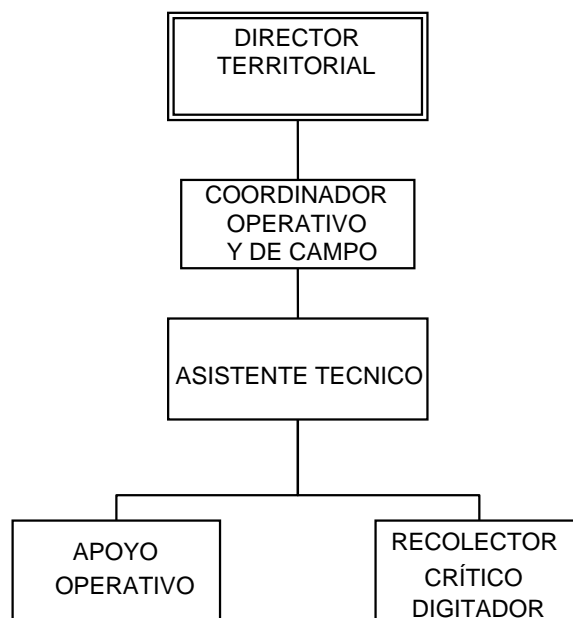 DIRECTOR
TERRITORIAL
COORDINADOR
OPERATIVO
Y DE CAMPO
ASISTENTE TECNICO
APOYO
OPERATIVO
RECOLECTOR
CRÍTICO
DIGITADOR